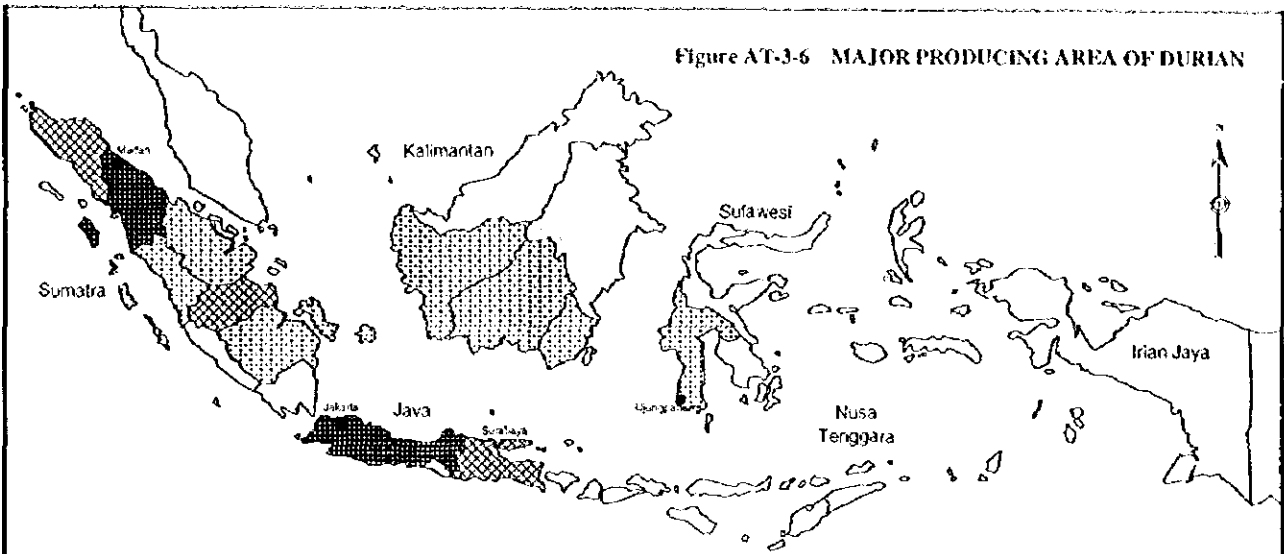 Figure AT-3-6 MAJOR PRODUCING AREA OF DURIAN
Medan
Kalimantan
Sulawesi
Sumatra
Irian Jaya
Jakarta
Java
Surabaya
Nusa
Tenggara